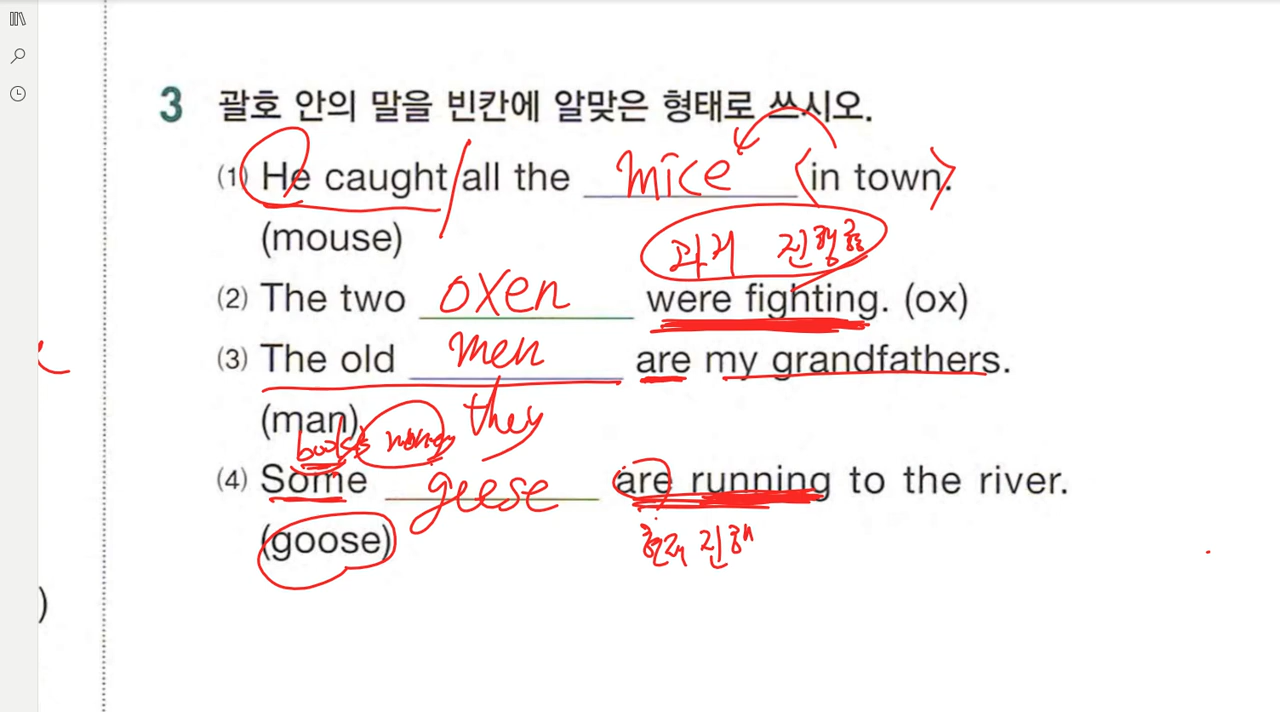 3 괄호 안의 말을 빈칸에 알맞은 형태로 쓰시오.
(1) He caught / all the mice (in town).
(mouse)
과거 진행형
(2) The two oxen were fighting. (ox)
(3) The old men are my grandfathers.
(man) they
books money
(4) Some geese are running to the river.
(goose)
현재 진행
)